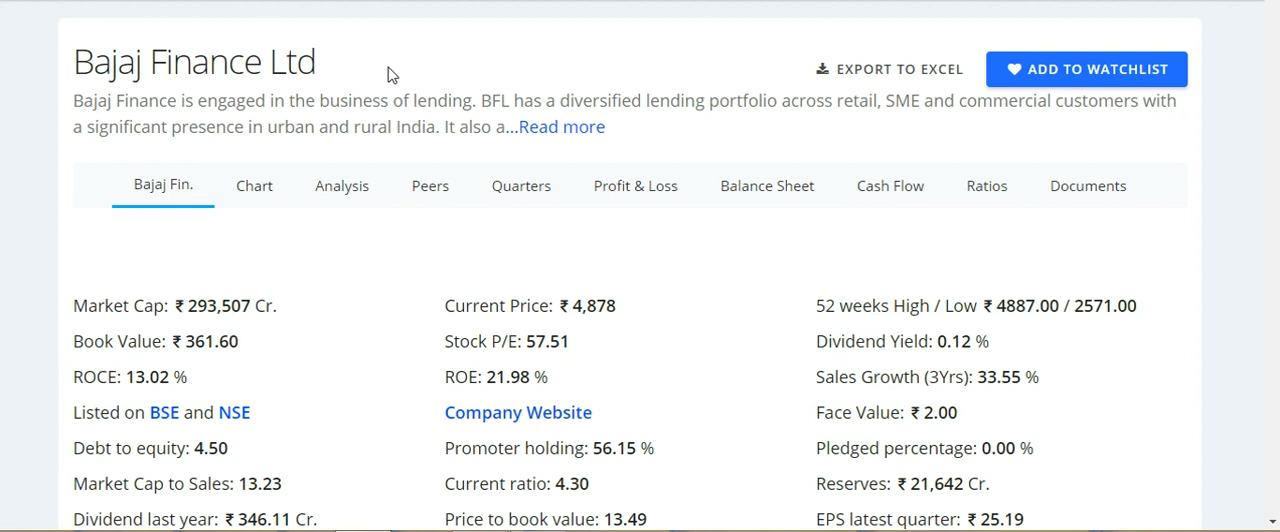 Bajaj Finance Ltd
EXPORT TO EXCEL
ADD TO WATCHLIST
Bajaj Finance is engaged in the business of lending. BFL has a diversified lending portfolio across retail, SME and commercial customers with
a significant presence in urban and rural India. It also a...Read more
Bajaj Fin. Chart Analysis Peers Quarters Profit & Loss Balance Sheet Cash Flow Ratios Documents
Market Cap: ₹ 293,507 Cr. Current Price: ₹ 4,878 52 weeks High / Low ₹ 4887.00 / 2571.00
Book Value: ₹ 361.60 Stock P/E: 57.51 Dividend Yield: 0.12 %
ROCE: 13.02 % ROE: 21.98 % Sales Growth (3Yrs): 33.55 %
Listed on BSE and NSE Company Website Face Value: ₹ 2.00
Debt to equity: 4.50 Promoter holding: 56.15 % Pledged percentage: 0.00 %
Market Cap to Sales: 13.23 Current ratio: 4.30 Reserves: ₹ 21,642 Cr.
Dividend last year: ₹ 346.11 Cr. Price to book value: 13.49 EPS latest quarter: ₹ 25.19